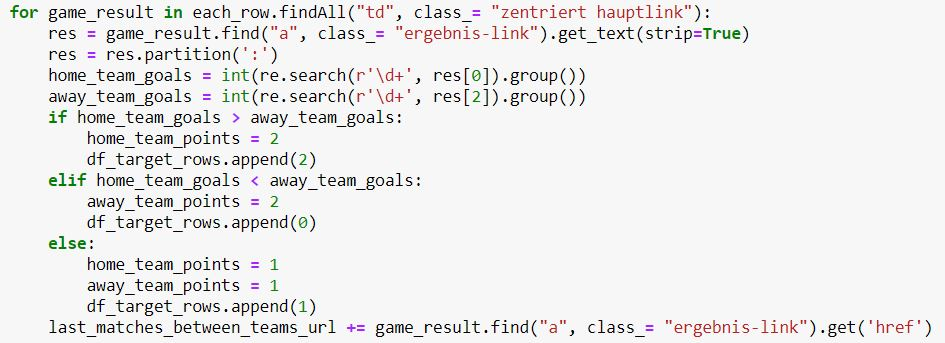 for game_result in each_row.findAll("td", class_= "zentriert hauptlink"):
    res = game_result.find("a", class_= "ergebnis-link").get_text(strip=True)
    res = res.partition(':')
    home_team_goals = int(re.search(r'\d+', res[0]).group())
    away_team_goals = int(re.search(r'\d+', res[2]).group())
    if home_team_goals > away_team_goals:
        home_team_points = 2
        df_target_rows.append(2)
    elif home_team_goals < away_team_goals:
        away_team_points = 2
        df_target_rows.append(0)
    else:
        home_team_points = 1
        away_team_points = 1
        df_target_rows.append(1)
    last_matches_between_teams_url += game_result.find("a", class_= "ergebnis-link").get('href')